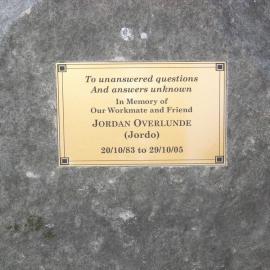 To unanswered questions
And answers unknown
In Memory of
Our Workmate and Friend
JORDAN OVERLUNDE
(Jordo)
20/10/83 to 29/10/05